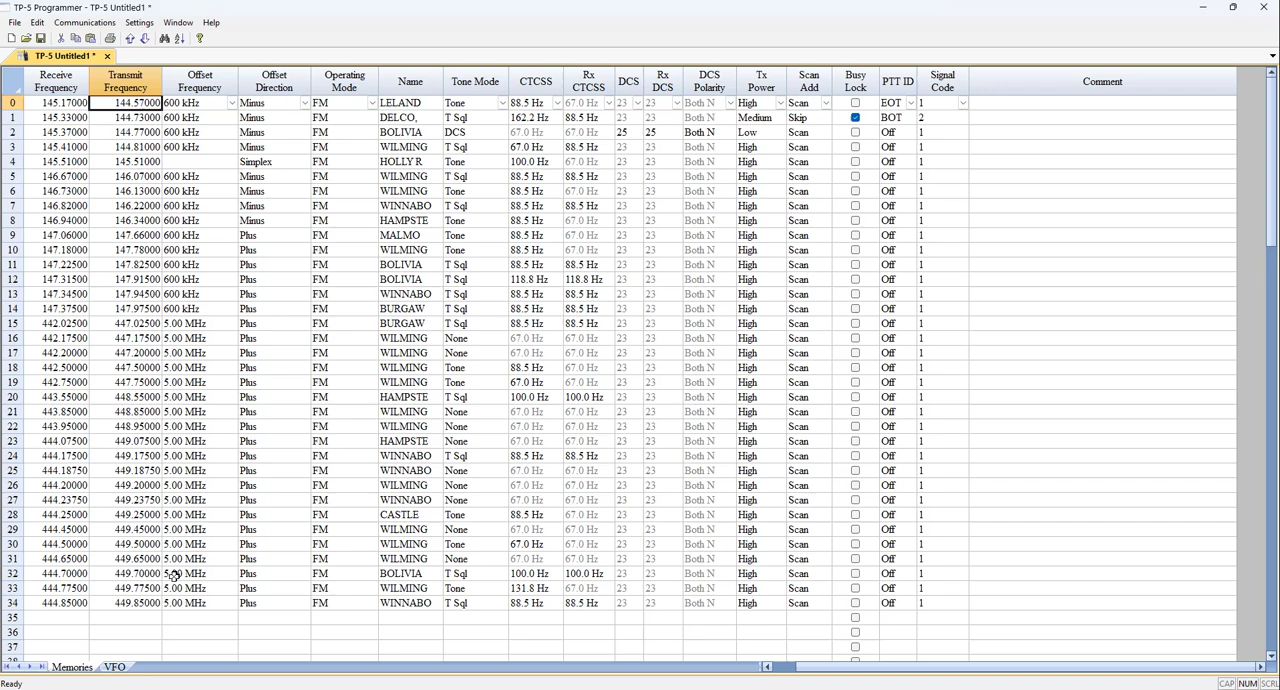 TP-5 Programmer - TP-5 Untitled1 *
File Edit Communications Settings Window Help
TP-5 Untitled1 * ×
Receive Frequency Transmit Frequency Offset Frequency Offset Direction Operating Mode Name Tone Mode CTCSS Rx CTCSS DCS Rx DCS DCS Polarity Tx Power Scan Add Busy Lock PTT ID Signal Code Comment
0 145.17000 144.57000 600 kHz Minus FM LELAND Tone 88.5 Hz 67.0 Hz 23 23 Both N High Scan EOT 1
1 145.33000 144.73000 600 kHz Minus FM DELCO, T Sql 162.2 Hz 88.5 Hz 23 23 Both N Medium Skip BOT 2
2 145.37000 144.77000 600 kHz Minus FM BOLIVIA DCS 67.0 Hz 67.0 Hz 25 25 Both N Low Scan Off 1
3 145.41000 144.81000 600 kHz Minus FM WILMING T Sql 67.0 Hz 88.5 Hz 23 23 Both N High Scan Off 1
4 145.51000 145.51000 Simplex FM HOLLY R Tone 100.0 Hz 67.0 Hz 23 23 Both N High Scan Off 1
5 146.67000 146.07000 600 kHz Minus FM WILMING T Sql 88.5 Hz 88.5 Hz 23 23 Both N High Scan Off 1
6 146.73000 146.13000 600 kHz Minus FM WILMING Tone 88.5 Hz 67.0 Hz 23 23 Both N High Scan Off 1
7 146.82000 146.22000 600 kHz Minus FM WINNABO T Sql 88.5 Hz 88.5 Hz 23 23 Both N High Scan Off 1
8 146.94000 146.34000 600 kHz Minus FM HAMPSTE Tone 88.5 Hz 67.0 Hz 23 23 Both N High Scan Off 1
9 147.06000 147.66000 600 kHz Plus FM MALMO Tone 88.5 Hz 67.0 Hz 23 23 Both N High Scan Off 1
10 147.18000 147.78000 600 kHz Plus FM WILMING Tone 88.5 Hz 67.0 Hz 23 23 Both N High Scan Off 1
11 147.22500 147.82500 600 kHz Plus FM BOLIVIA T Sql 88.5 Hz 88.5 Hz 23 23 Both N High Scan Off 1
12 147.31500 147.91500 600 kHz Plus FM BOLIVIA T Sql 118.8 Hz 118.8 Hz 23 23 Both N High Scan Off 1
13 147.34500 147.94500 600 kHz Plus FM WINNABO T Sql 88.5 Hz 88.5 Hz 23 23 Both N High Scan Off 1
14 147.37500 147.97500 600 kHz Plus FM BURGAW T Sql 88.5 Hz 88.5 Hz 23 23 Both N High Scan Off 1
15 442.02500 447.02500 5.00 MHz Plus FM BURGAW T Sql 88.5 Hz 88.5 Hz 23 23 Both N High Scan Off 1
16 442.17500 447.17500 5.00 MHz Plus FM WILMING None 67.0 Hz 67.0 Hz 23 23 Both N High Scan Off 1
17 442.20000 447.20000 5.00 MHz Plus FM WILMING None 67.0 Hz 67.0 Hz 23 23 Both N High Scan Off 1
18 442.50000 447.50000 5.00 MHz Plus FM WILMING Tone 88.5 Hz 67.0 Hz 23 23 Both N High Scan Off 1
19 442.75000 447.75000 5.00 MHz Plus FM WILMING Tone 67.0 Hz 67.0 Hz 23 23 Both N High Scan Off 1
20 443.55000 448.55000 5.00 MHz Plus FM HAMPSTE T Sql 100.0 Hz 100.0 Hz 23 23 Both N High Scan Off 1
21 443.85000 448.85000 5.00 MHz Plus FM WILMING None 67.0 Hz 67.0 Hz 23 23 Both N High Scan Off 1
22 443.95000 448.95000 5.00 MHz Plus FM WILMING None 67.0 Hz 67.0 Hz 23 23 Both N High Scan Off 1
23 444.07500 449.07500 5.00 MHz Plus FM HAMPSTE None 67.0 Hz 67.0 Hz 23 23 Both N High Scan Off 1
24 444.17500 449.17500 5.00 MHz Plus FM WINNABO T Sql 88.5 Hz 88.5 Hz 23 23 Both N High Scan Off 1
25 444.18750 449.18750 5.00 MHz Plus FM WINNABO None 67.0 Hz 67.0 Hz 23 23 Both N High Scan Off 1
26 444.20000 449.20000 5.00 MHz Plus FM WILMING None 67.0 Hz 67.0 Hz 23 23 Both N High Scan Off 1
27 444.23750 449.23750 5.00 MHz Plus FM WINNABO None 67.0 Hz 67.0 Hz 23 23 Both N High Scan Off 1
28 444.25000 449.25000 5.00 MHz Plus FM CASTLE Tone 88.5 Hz 67.0 Hz 23 23 Both N High Scan Off 1
29 444.45000 449.45000 5.00 MHz Plus FM WILMING None 67.0 Hz 67.0 Hz 23 23 Both N High Scan Off 1
30 444.50000 449.50000 5.00 MHz Plus FM WILMING Tone 67.0 Hz 67.0 Hz 23 23 Both N High Scan Off 1
31 444.65000 449.65000 5.00 MHz Plus FM WILMING None 67.0 Hz 67.0 Hz 23 23 Both N High Scan Off 1
32 444.70000 449.70000 MHz Plus FM BOLIVIA T Sql 100.0 Hz 100.0 Hz 23 23 Both N High Scan Off 1
33 444.77500 449.77500 5.00 MHz Plus FM WILMING Tone 131.8 Hz 67.0 Hz 23 23 Both N High Scan Off 1
34 444.85000 449.85000 5.00 MHz Plus FM WINNABO T Sql 88.5 Hz 88.5 Hz 23 23 Both N High Scan Off 1
35
36
37
Memories VFO
Ready CAP NUM SCRL